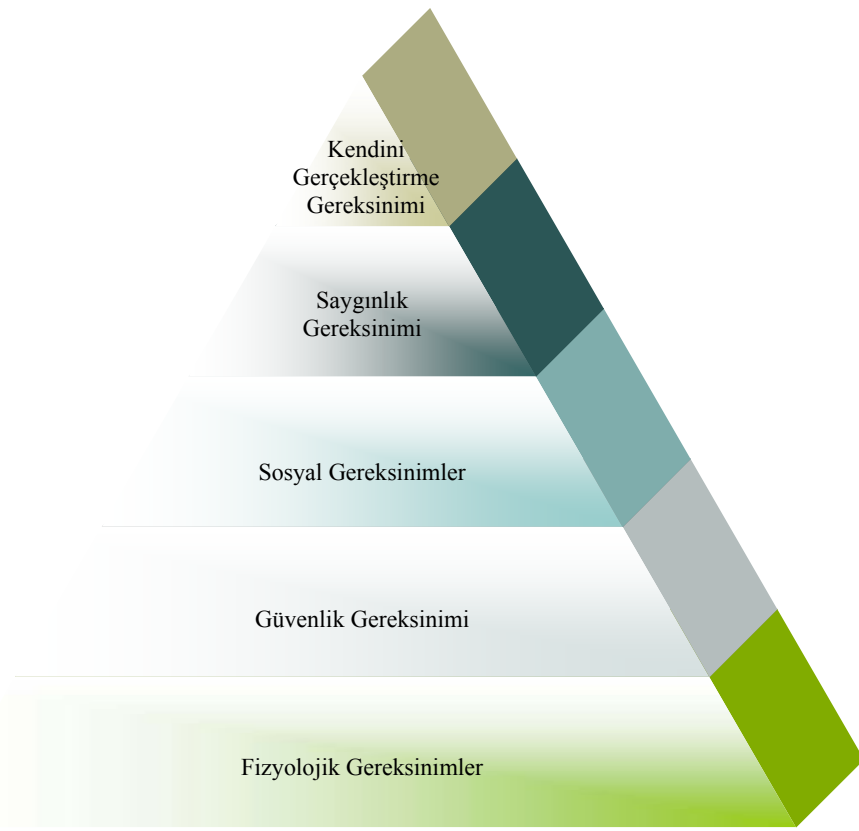 Kendini
Gerçekleştirme
Gereksinimi
Saygınlık
Gereksinimi
Sosyal Gereksinimler
Güvenlik Gereksinimi
Fizyolojik Gereksinimler